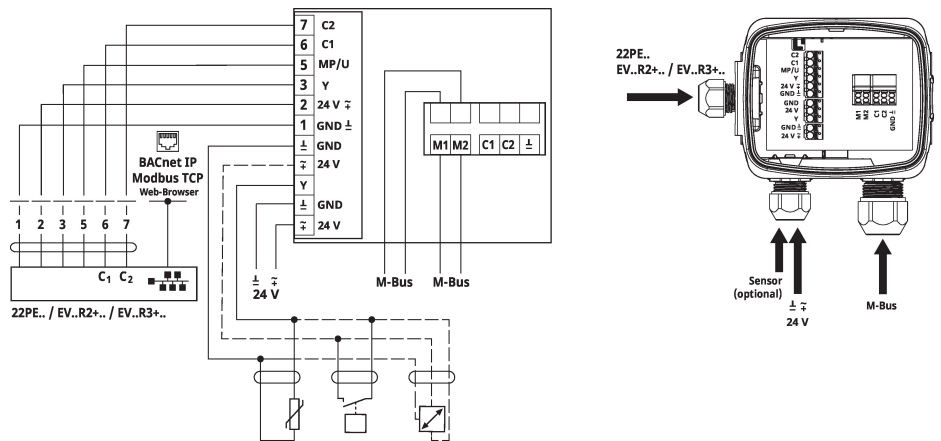 7 C2
6 C1
5 MP/U
3 Y
2 24 V
1 GND
GND
24 V
Y
GND
24 V
M1 M2 C1 C2
BACnet IP
Modbus TCP
Web-Browser
1 2 3 5 6 7
C1 C2
22PE.. / EV..R2+.. / EV..R3+..
24 V
M-Bus M-Bus
22PE..
EV..R2+.. / EV..R3+..
C2
C1
MP/U
Y
24 V
GND
GND
24 V
Y
GND
24 V
M1
M2
C1
C2
GND
Sensor
(optional)
24 V
M-Bus